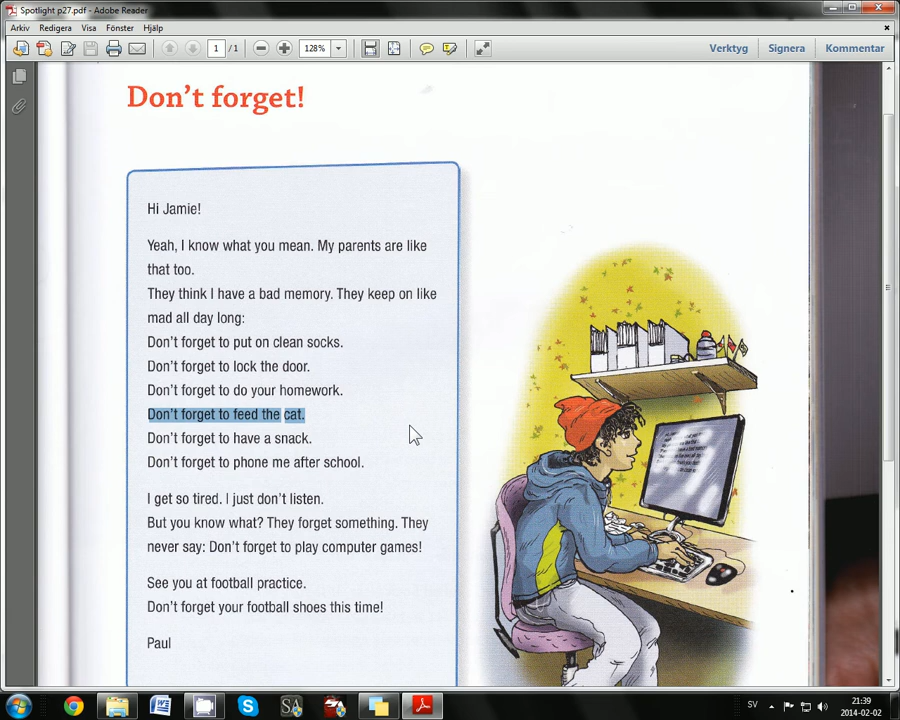 Spotlight p27.pdf - Adobe Reader
Arkiv Redigera Visa Fönster Hjälp
1 / 1 128% Verktyg Signera Kommentar
Don't forget!
Hi Jamie!
Yeah, I know what you mean. My parents are like
that too.
They think I have a bad memory. They keep on like
mad all day long:
Don't forget to put on clean socks.
Don't forget to lock the door.
Don't forget to do your homework.
Don't forget to feed the cat.
Don't forget to have a snack.
Don't forget to phone me after school.
I get so tired. I just don't listen.
But you know what? They forget something. They
never say: Don't forget to play computer games!
See you at football practice.
Don't forget your football shoes this time!
Paul
SV
21:39
2014-02-02